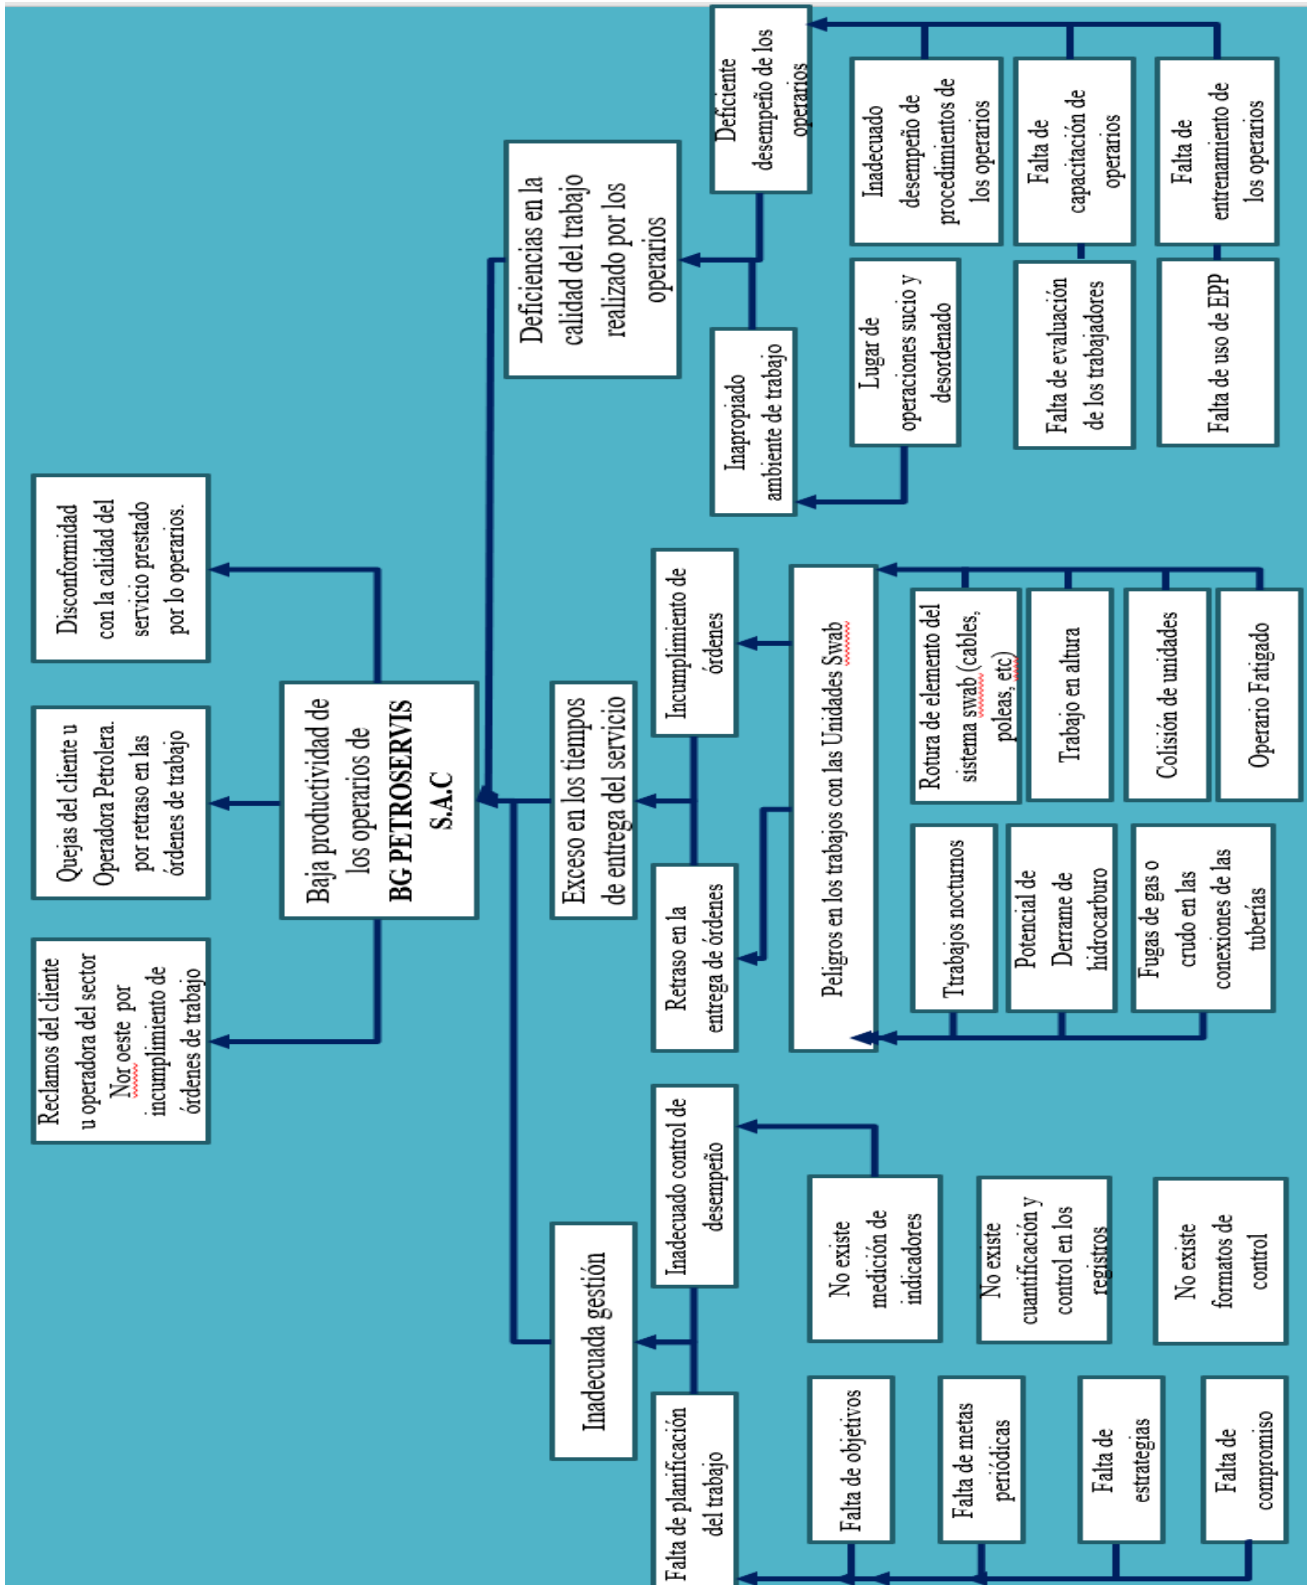 Reclamos del cliente
u operadora del sector
Nor oeste por
incumplimiento de
órdenes de trabajo
Quejas del cliente u
Operadora Petrolera.
por retraso en las
órdenes de trabajo
Disconformidad
con la calidad del
servicio prestado
por lo operarios.
Baja productividad de
los operarios de
BG PETROSERVIS
S.A.C
Inadecuada gestión
Exceso en los tiempos
de entrega del servicio
Deficiencias en la
calidad del trabajo
realizado por los
operarios
Falta de planificación
del trabajo
Inadecuado control de
desempeño
Retraso en la
entrega de órdenes
Incumplimiento de
órdenes
Inapropiado
ambiente de trabajo
Deficiente
desempeño de los
operarios
Falta de objetivos
Falta de metas
periódicas
Falta de
estrategias
Falta de
compromiso
No existe
medición de
indicadores
No existe
cuantificación y
control en los
registros
No existe
formatos de
control
Peligros en los trabajos con las Unidades Swab
Ttrabajos nocturnos
Potencial de
Derrame de
hidrocarburo
Fugas de gas o
crudo en las
conexiones de las
tuberías
Rotura de elemento del
sistema swab (cables,
poleas, etc)
Trabajo en altura
Colisión de unidades
Operario Fatigado
Lugar de
operaciones sucio y
desordenado
Falta de evaluación
de los trabajadores
Falta de uso de EPP
Inadecuado
desempeño de
procedimientos de
los operarios
Falta de
capacitación de
operarios
Falta de
entrenamiento de
los operarios